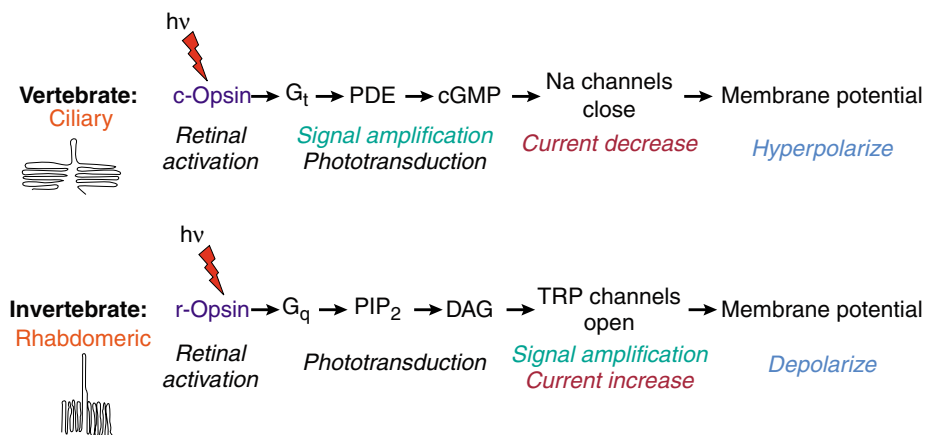 hν
Vertebrate: c-Opsin → Gt → PDE → cGMP → Na channels close → Membrane potential
Ciliary
Retinal activation
Signal amplification
Phototransduction
Current decrease
Hyperpolarize
hν
Invertebrate: r-Opsin → Gq → PIP2 → DAG → TRP channels open → Membrane potential
Rhabdomeric
Retinal activation
Phototransduction
Signal amplification
Current increase
Depolarize